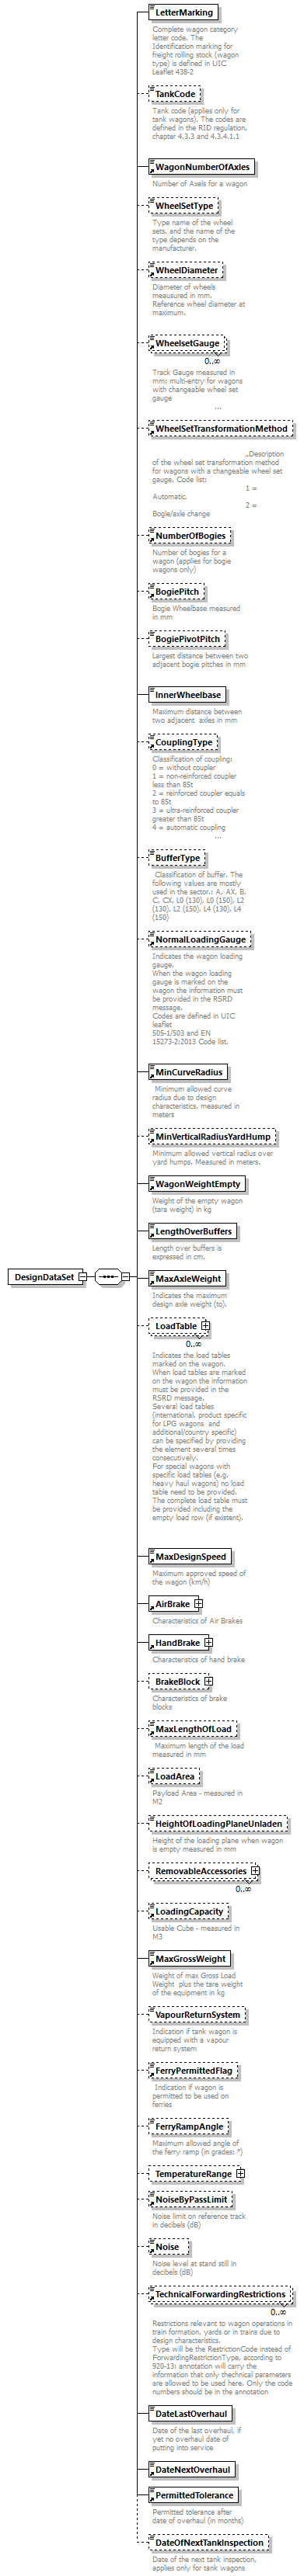 LetterMarking
Complete wagon category
letter code. The
Identification marking for
freight rolling stock (wagon
type) is defined in UIC
Leaflet 438-2
TankCode
Tank code (applies only for
tank wagons). The codes are
defined in the RID regulation,
chapter 4.3.3 and 4.3.4.1.1
WagonNumberOfAxles
Number of Axels for a wagon
WheelSetType
Type name of the wheel
sets, and the name of the
type depends on the
manufacturer.
WheelDiameter
Diameter of wheels
meausured in mm.
Reference wheel diameter at
maximum.
WheelsetGauge
0..∞
Track Gauge measured in
mm; multi-entry for wagons
with changeable wheel set
gauge
...
WheelSetTransformationMethod
„Description
of the wheel set transformation method
for wagons with a changeable wheel set
gauge. Code list:
1 =
Automatic,
2 =
Bogie/axle change
NumberOfBogies
Number of bogies for a
wagon (applies for bogie
wagons only)
BogiePitch
Bogie Wheelbase measured
in mm
BogiePivotPitch
Largest distance between two
adjacent bogie pitches in mm
InnerWheelbase
Maximum distance between
two adjacent  axles in mm
CouplingType
Classification of coupling:
0 = without coupler
1 = non-reinforced coupler
less than 85t
2 = reinforced coupler equals
to 85t
3 = ultra-reinforced coupler
greater than 85t
4 = automatic coupling
...
BufferType
Classification of buffer. The
following values are mostly
used in the sector.: A, AX, B,
C, CX, L0 (130), L0 (150), L2
(130), L2 (150), L4 (130), L4
(150)
NormalLoadingGauge
Indicates the wagon loading
gauge.
When the wagon loading
gauge is marked on the
wagon the information must
be provided in the RSRD
message.
Codes are defined in UIC
leaflet
505-1/503 and EN
15273-2:2013 Code list.
MinCurveRadius
Minimum allowed curve
radius due to design
characteristics, measured in
meters
MinVerticalRadiusYardHump
Minimum allowed vertical radius over
yard humps. Measured in meters.
WagonWeightEmpty
Weight of the empty wagon
(tara weight) in kg
LengthOverBuffers
Length over buffers is
expressed in cm.
DesignDataSet
MaxAxleWeight
Indicates the maximum
design axle weight (to).
LoadTable
0..∞
Indicates the load tables
marked on the wagon.
When load tables are marked
on the wagon the information
must be provided in the
RSRD message.
Several load tables
(international, product specific
for LPG wagons  and
additional/country specific)
can be specified by providing
the element several times
consecutively.
For special wagons with
specific load tables (e.g.
heavy haul wagons) no load
table need to be provided.
The complete load table must
be provided including the
empty load row (if existent).
MaxDesignSpeed
Maximum approved speed of
the wagon (km/h)
AirBrake
Characteristics of Air Brakes
HandBrake
Characteristics of hand brake
BrakeBlock
Characteristics of brake
blocks
MaxLengthOfLoad
Maximum length of the load
measured in mm
LoadArea
Payload Area - measured in
M2
HeightOfLoadingPlaneUnladen
Height of the loading plane when wagon
is empty measured in mm
RemovableAccessories
0..∞
LoadingCapacity
Usable Cube - measured in
M3
MaxGrossWeight
Weight of max Gross Load
Weight  plus the tare weight
of the equipment in kg
VapourReturnSystem
Indication if tank wagon is
equipped with a vapour
return system
FerryPermittedFlag
Indication if wagon is
permitted to be used on
ferries
FerryRampAngle
Maximum allowed angle of
the ferry ramp (in grades: °)
TemperatureRange
NoiseByPassLimit
Noise limit on reference track
in decibels (dB)
Noise
Noise level at stand still in
decibels (dB)
TechnicalForwardingRestrictions
0..∞
Restrictions relevant to wagon operations in
train formation, yards or in trains due to
design characteristics.
Type will be the RestrictionCode instead of
ForwardingRestrictionType, according to
920-13; annotation will carry the
information that only thechnical parameters
are allowed to be used here. Only the code
numbers should be in the annotation
DateLastOverhaul
Date of the last overhaul, if
yet no overhaul date of
putting into service
DateNextOverhaul
PermittedTolerance
Permitted tolerance after
date of overhaul (in months)
DateOfNextTankInspection
Date of the next tank inspection,
applies only for tank wagons